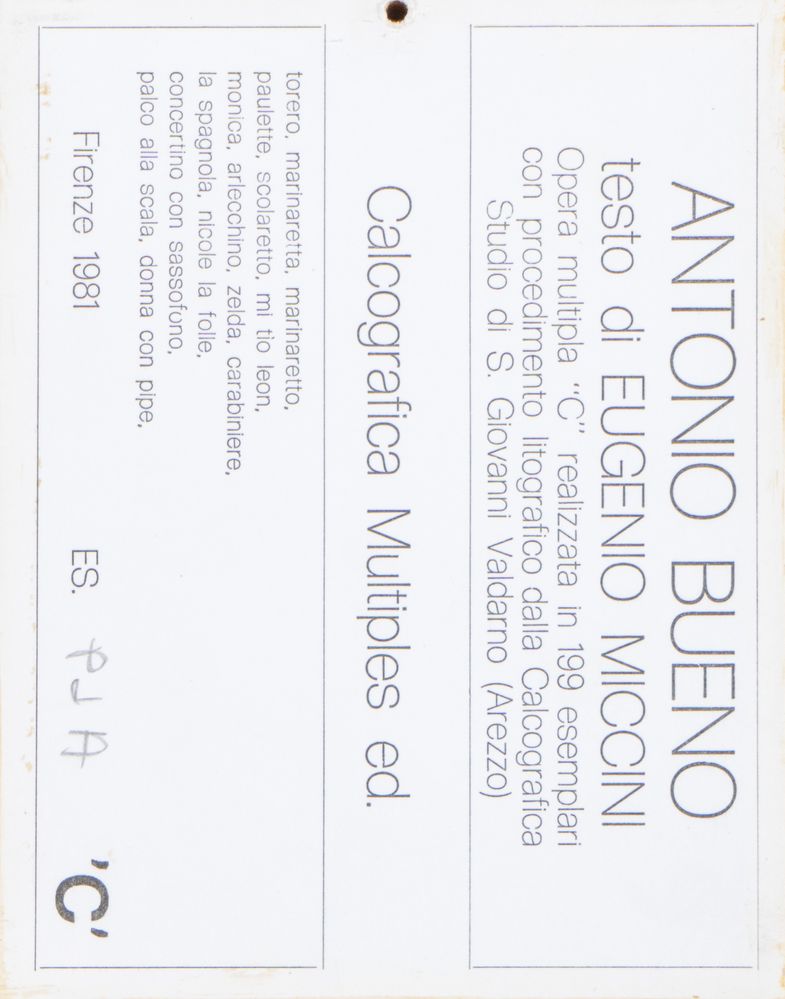 ANTONIO BUENO
testo di EUGENIO MICCINI
Opera multipla “C” realizzata in 199 esemplari
con procedimento litografico dalla Calcografica
Studio di S. Giovanni Valdarno (Arezzo)
Calcografica Multiples ed.
torero, marinaretta, marinaretto,
paulette, scolaretto, mi tìo leon,
monica, arlecchino, zelda, carabiniere,
la spagnola, nicole la folle,
concertino con sassofono,
palco alla scala, donna con pipe,
Firenze 1981 ES. PJA 'C'